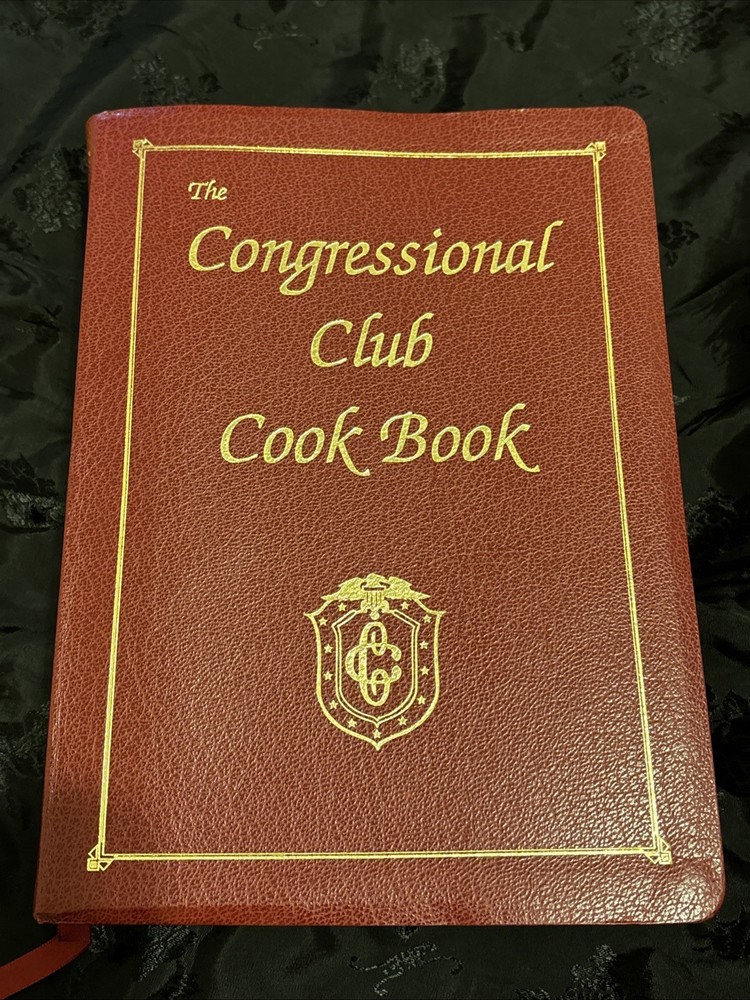 The
Congressional
Club
Cook Book
CC